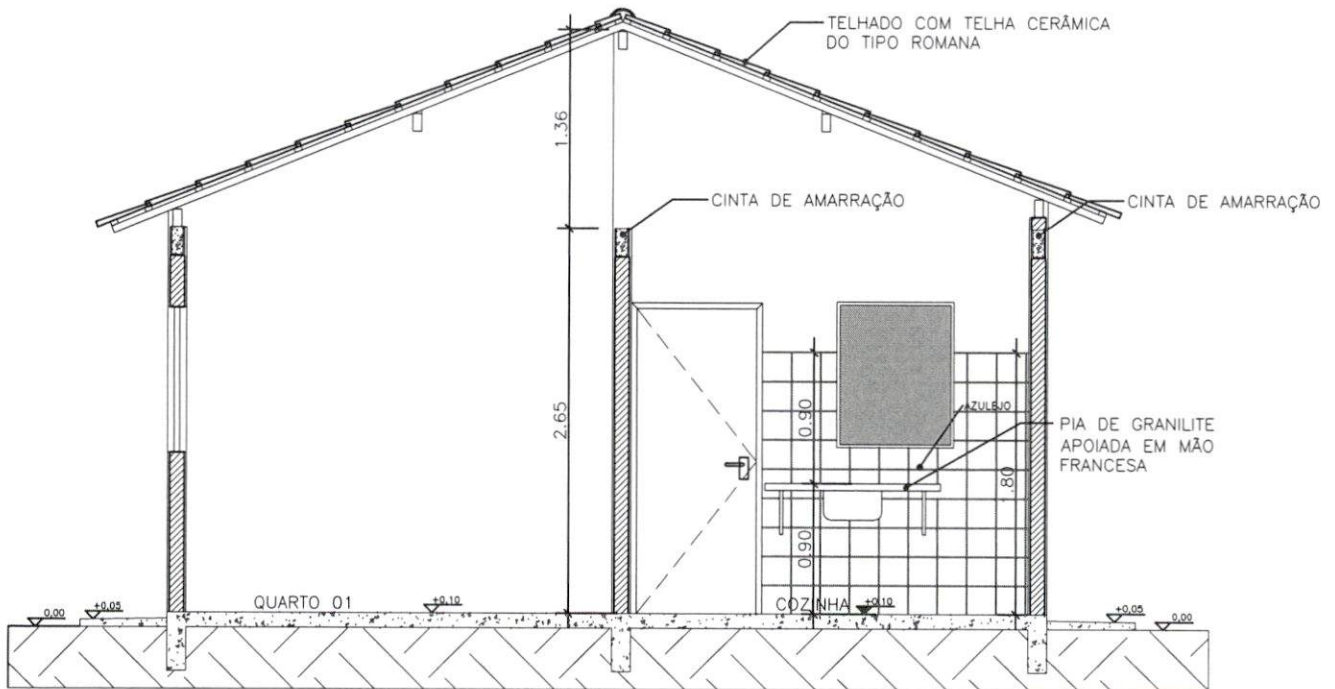 TELHADO COM TELHA CERÂMICA
DO TIPO ROMANA
1.36
CINTA DE AMARRAÇÃO
CINTA DE AMARRAÇÃO
2.65
0.90
AZULEJO
PIA DE GRANILITE
APOIADA EM MÃO
FRANCESA
.80
0.90
QUARTO 01
+0,10
COZINHA
+0,10
0,00
+0,05
+0,05
0,00